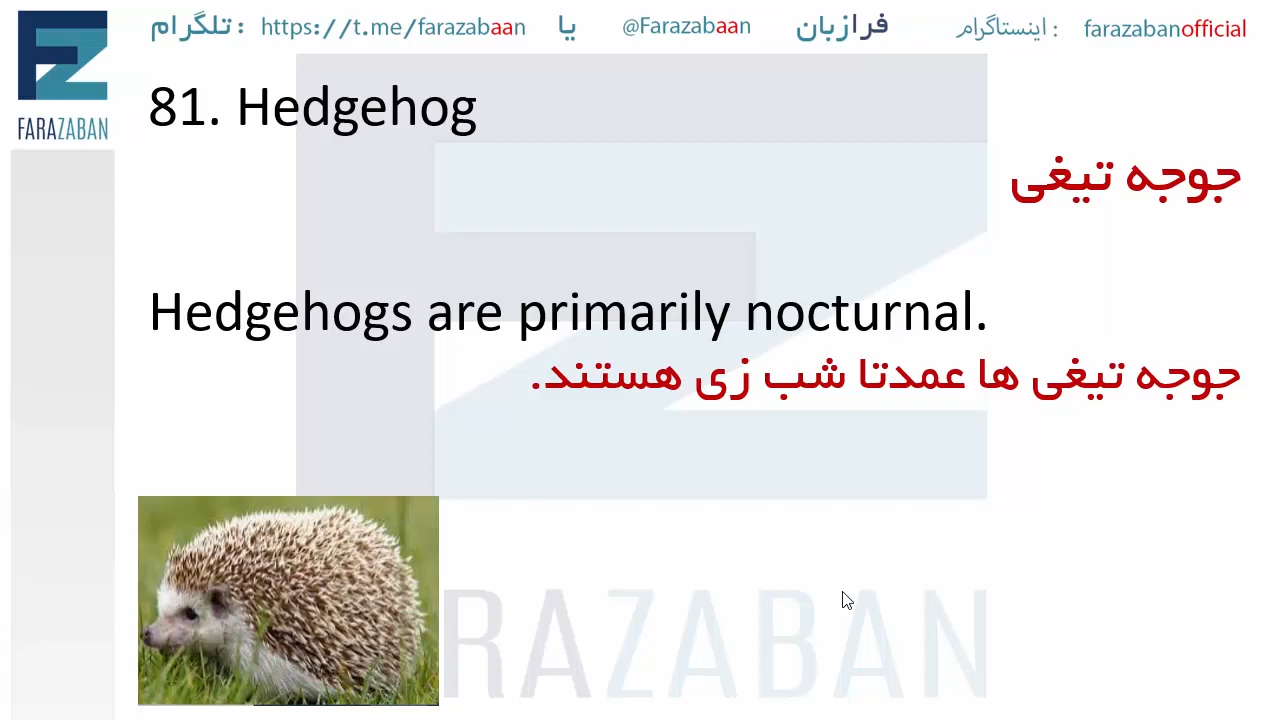 تلگرام : https://t.me/farazabaan یا @Farazabaan فرازبان اینستاگرام : farazabanofficial
FARAZABAN
81. Hedgehog
جوجه تیغی
Hedgehogs are primarily nocturnal.
جوجه تیغی ها عمدتا شب زی هستند.
RAZABAN